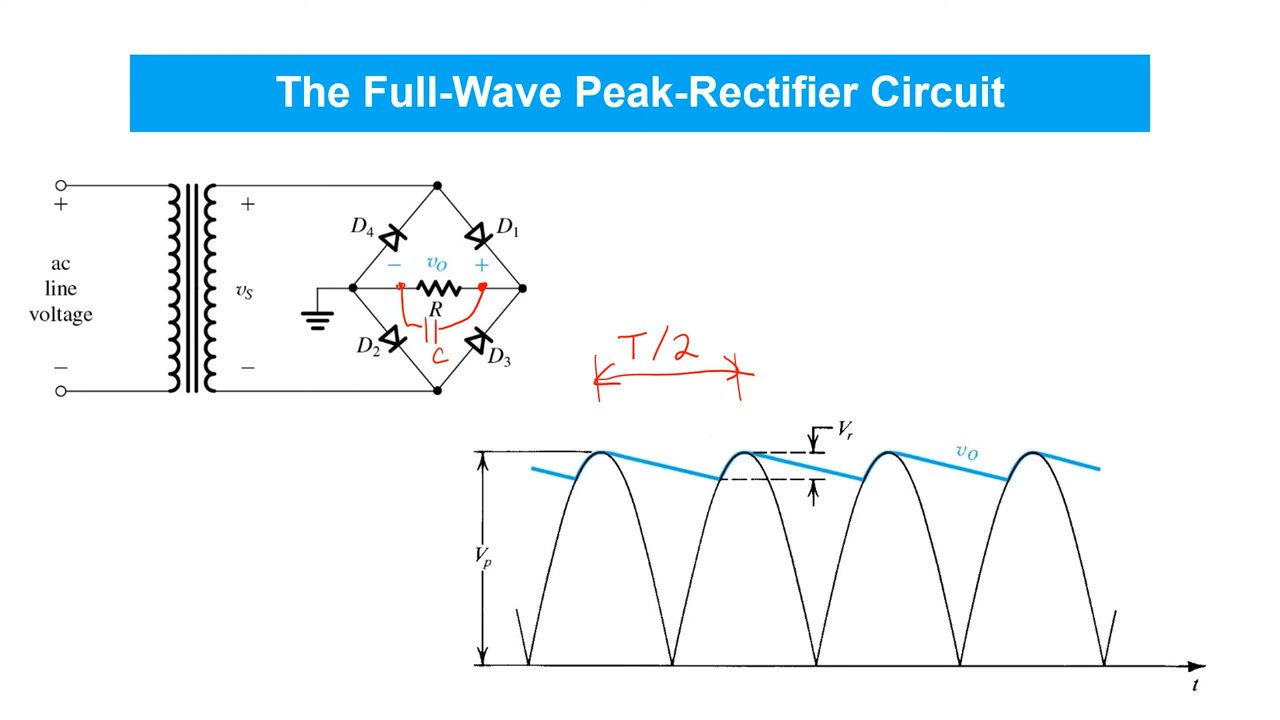 The Full-Wave Peak-Rectifier Circuit
+
+
D4
D1
− vO +
ac
line
voltage
vS
R
D2
C
D3
−
−
T/2
Vr
vO
Vp
t